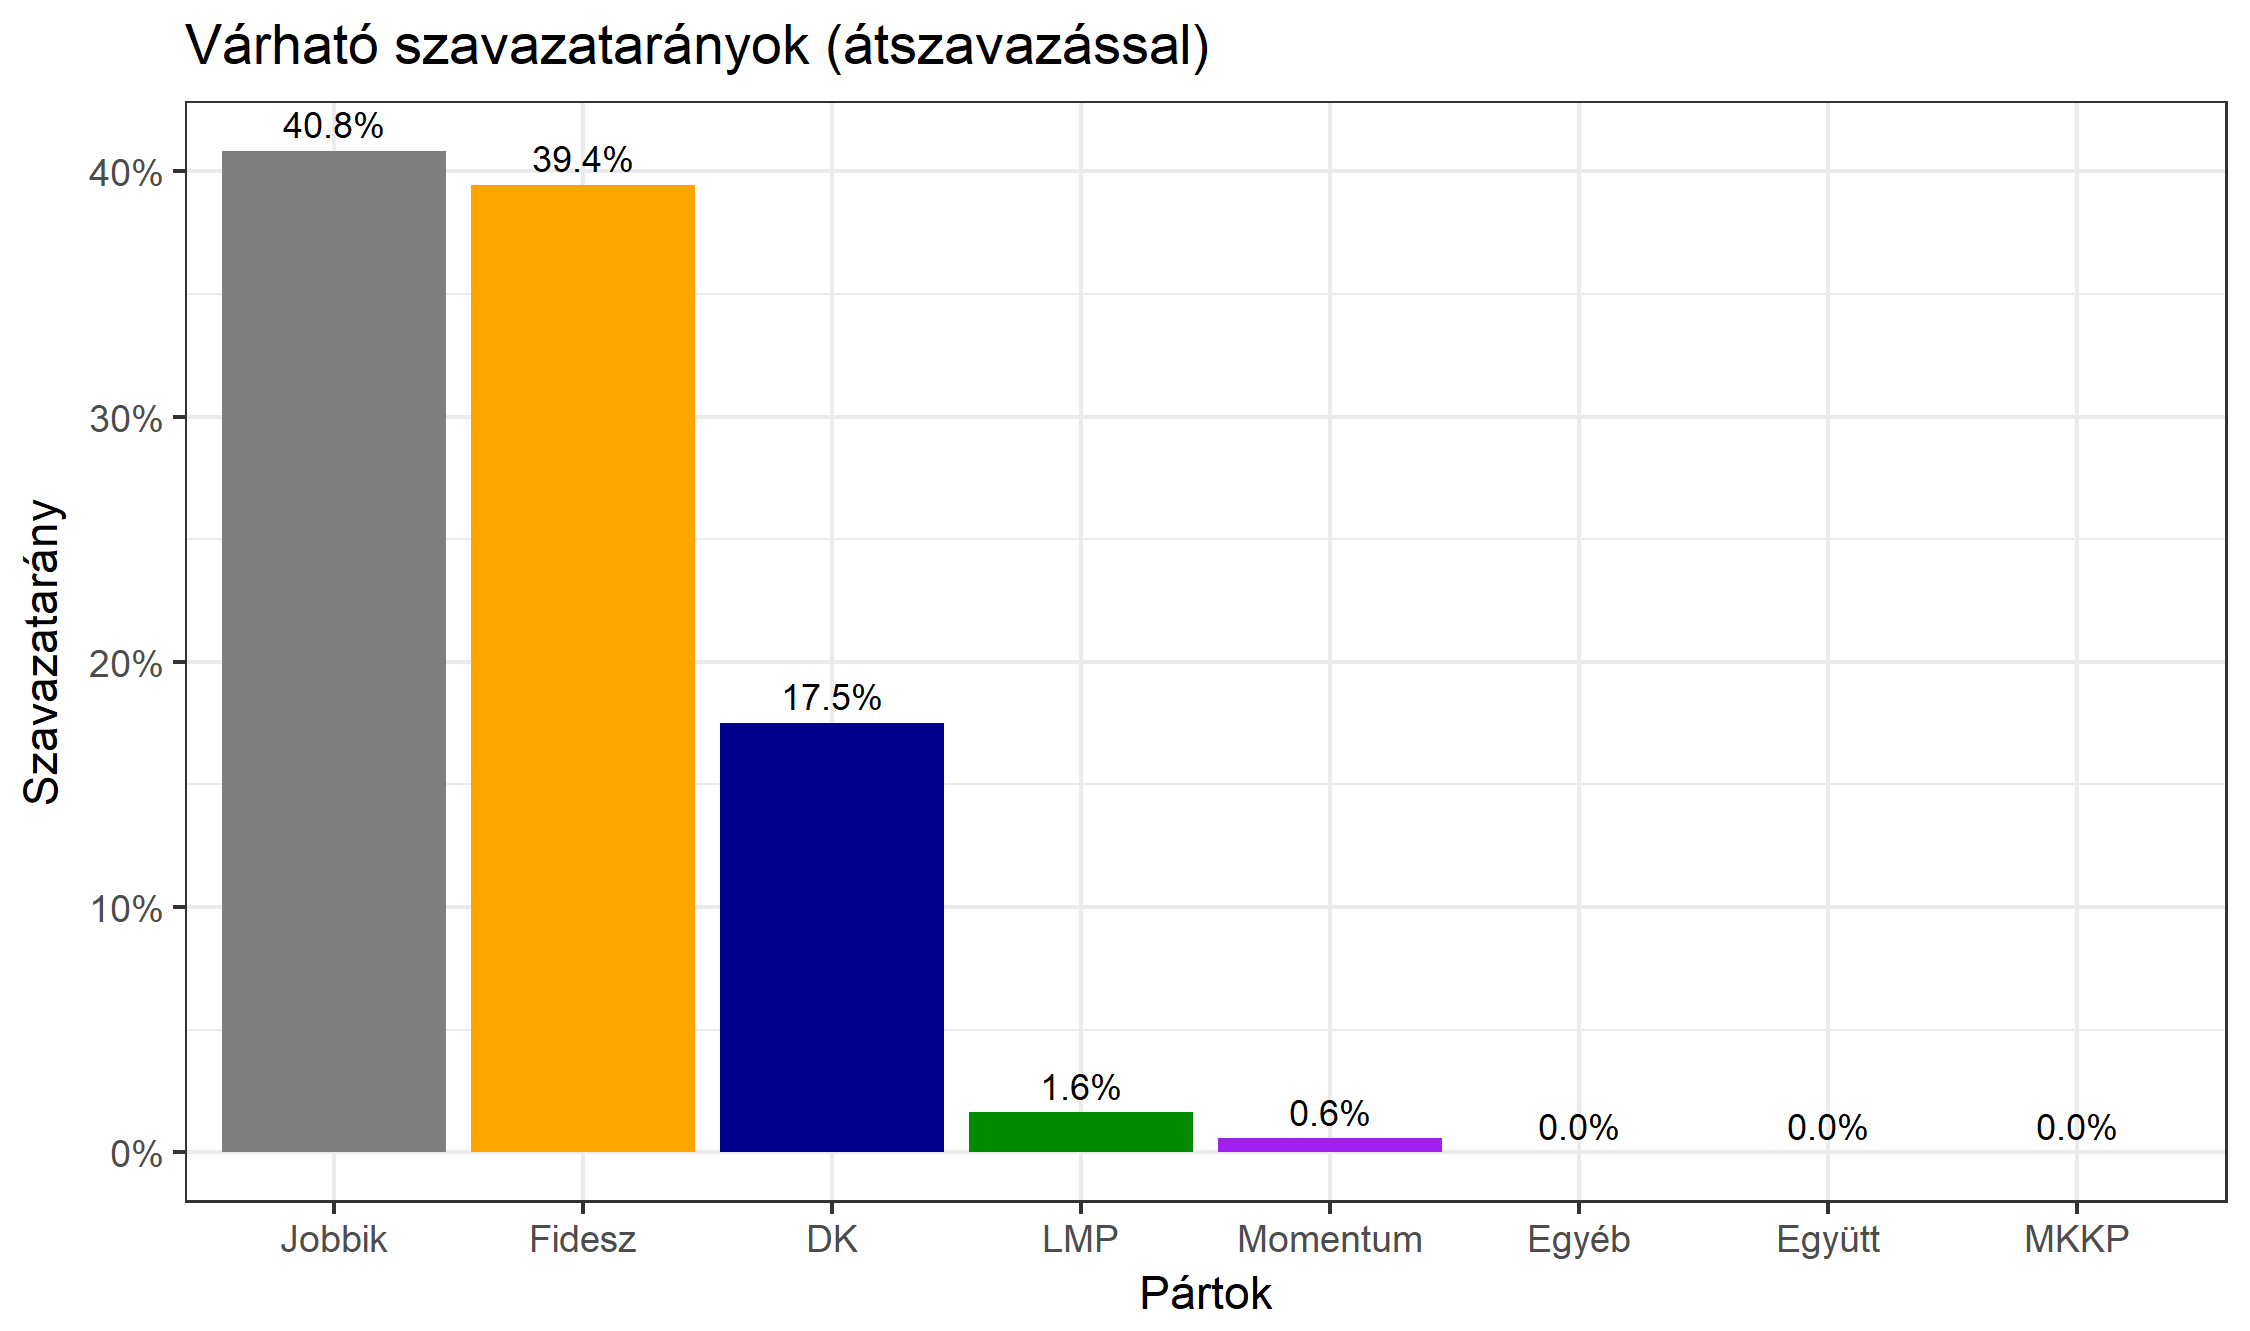 Várható szavazatarányok (átszavazással)
Szavazatarány
40%
30%
20%
10%
0%
40.8%
39.4%
17.5%
1.6%
0.6%
0.0%
0.0%
0.0%
Jobbik
Fidesz
DK
LMP
Momentum
Egyéb
Együtt
MKKP
Pártok